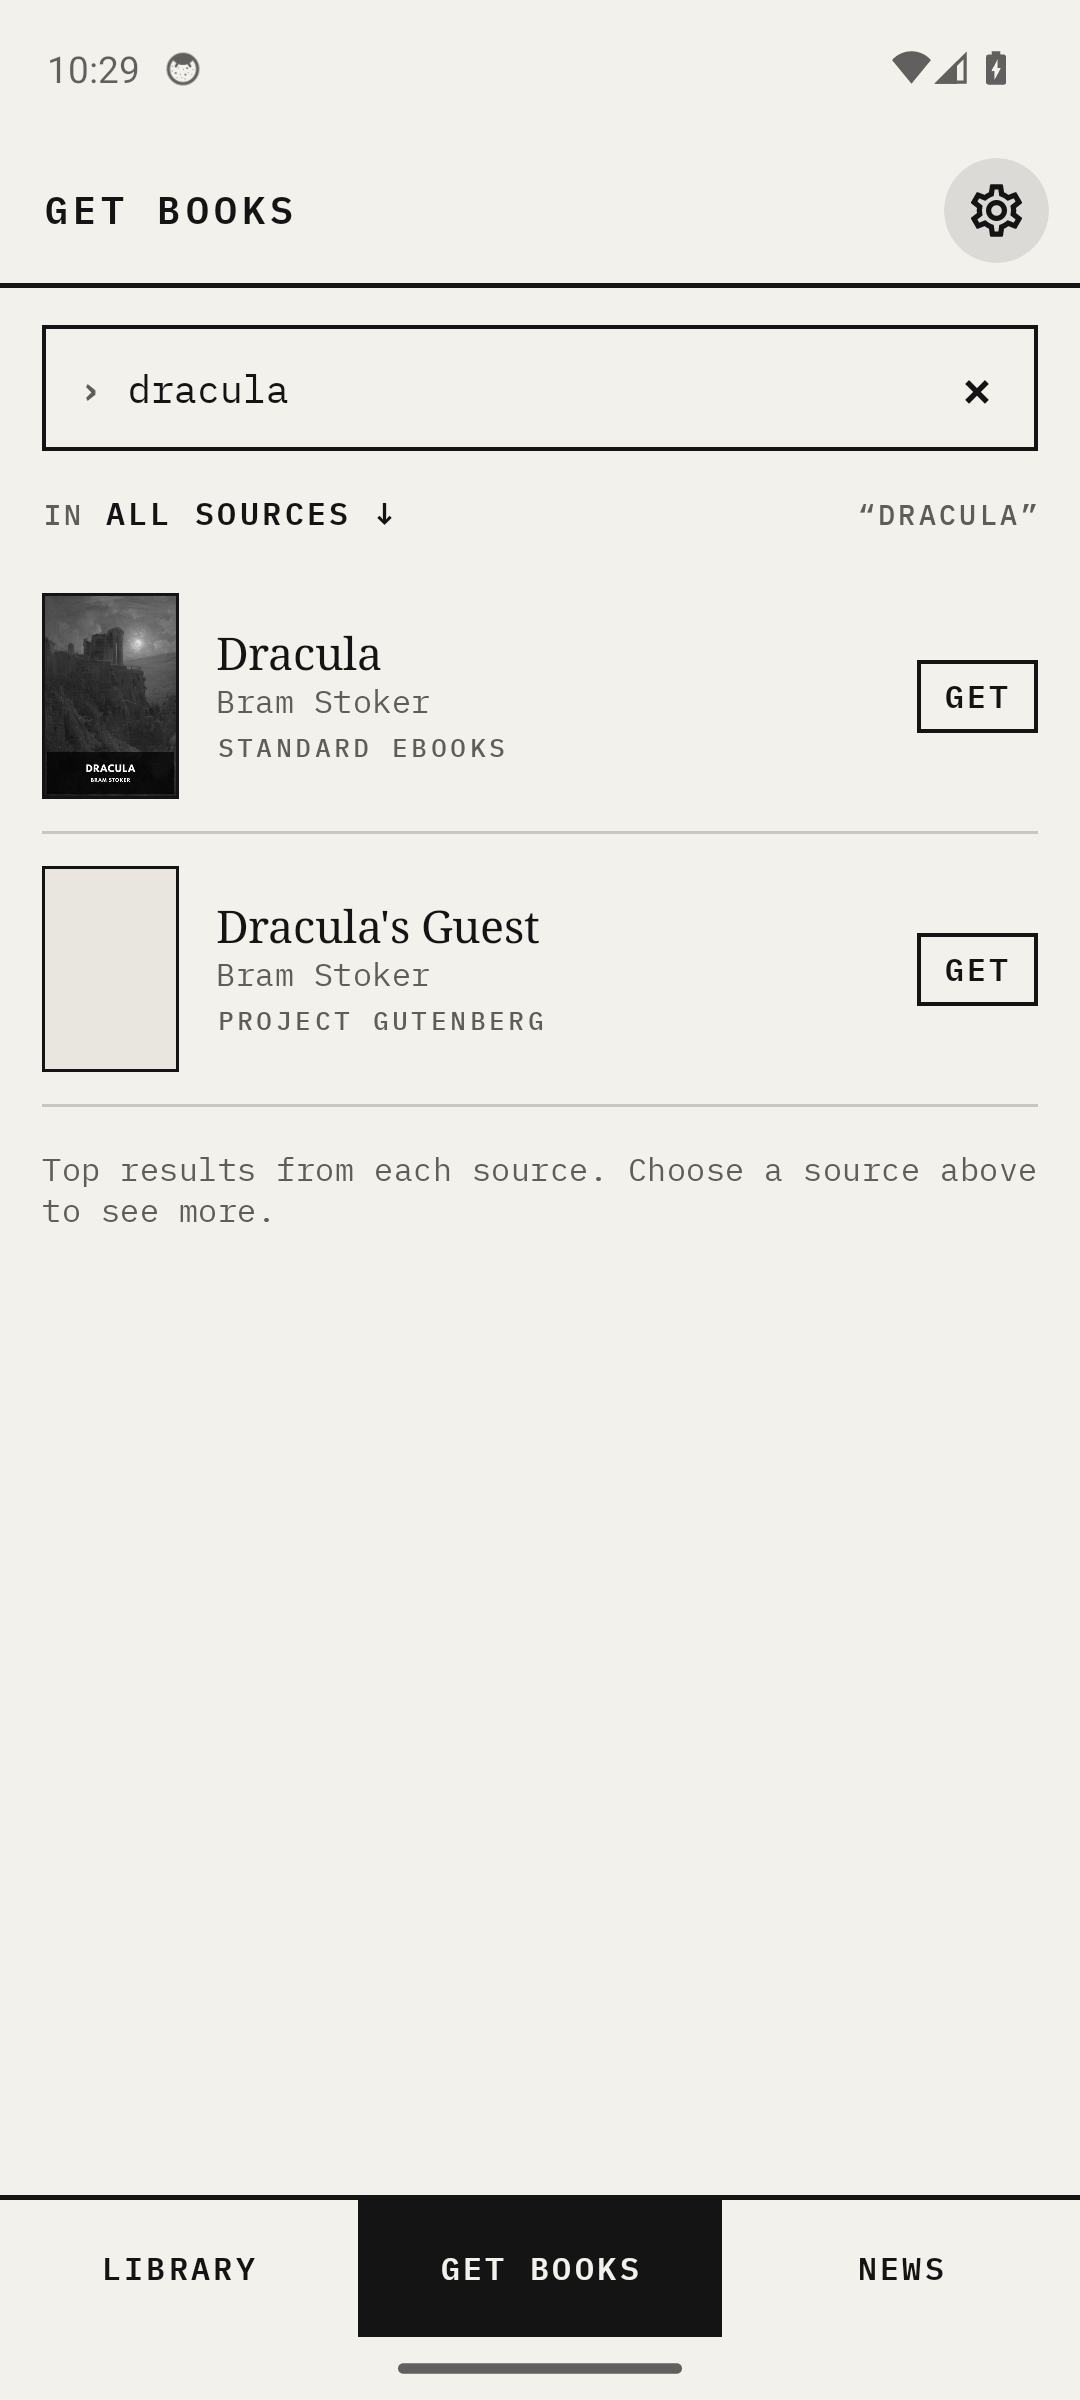 10:29
GET BOOKS
› dracula ×
IN ALL SOURCES ↓ “DRACULA”
DRACULA
BRAM STOKER
Dracula
Bram Stoker
STANDARD EBOOKS
GET
Dracula's Guest
Bram Stoker
PROJECT GUTENBERG
GET
Top results from each source. Choose a source above
to see more.
LIBRARY GET BOOKS NEWS